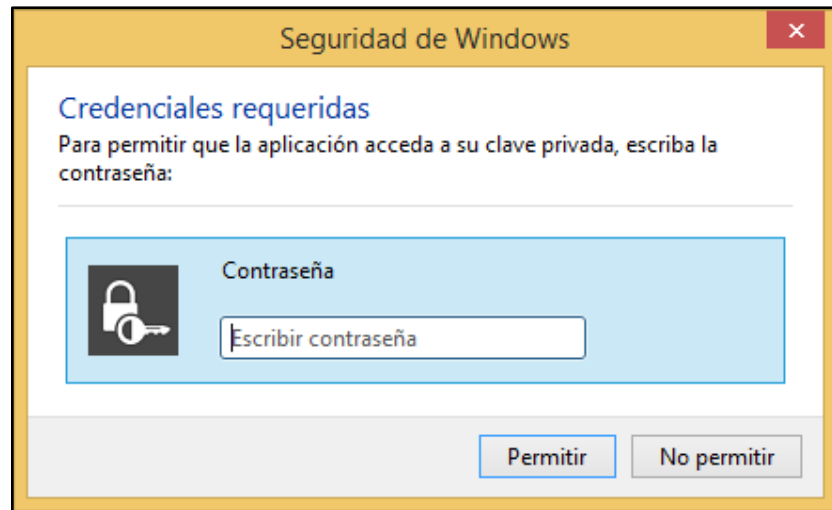 Seguridad de Windows
Credenciales requeridas
Para permitir que la aplicación acceda a su clave privada, escriba la
contraseña:
Contraseña
Escribir contraseña
Permitir
No permitir